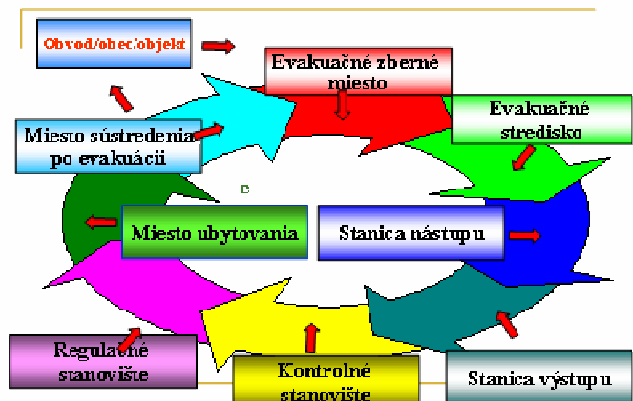 Obvod/obec/objekt
Evakuačné zberné
miesto
Evakuačné
stredisko
Miesto sústredenia
po evakuácii
Miesto ubytovania
Stanica nástupu
Regulačné
stanovište
Kontrolné
stanovište
Stanica výstupu